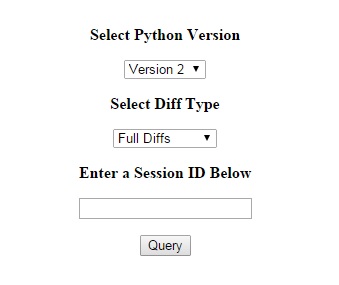 Select Python Version
Version 2
Select Diff Type
Full Diffs
Enter a Session ID Below
Query